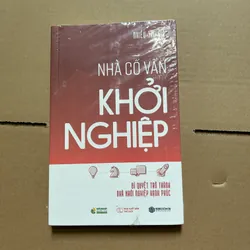 NHÀ CỐ VẤN
KHỞI
NGHIỆP
BÍ QUYẾT TRỞ THÀNH
NHÀ KHỞI NGHIỆP HẠNH PHÚC